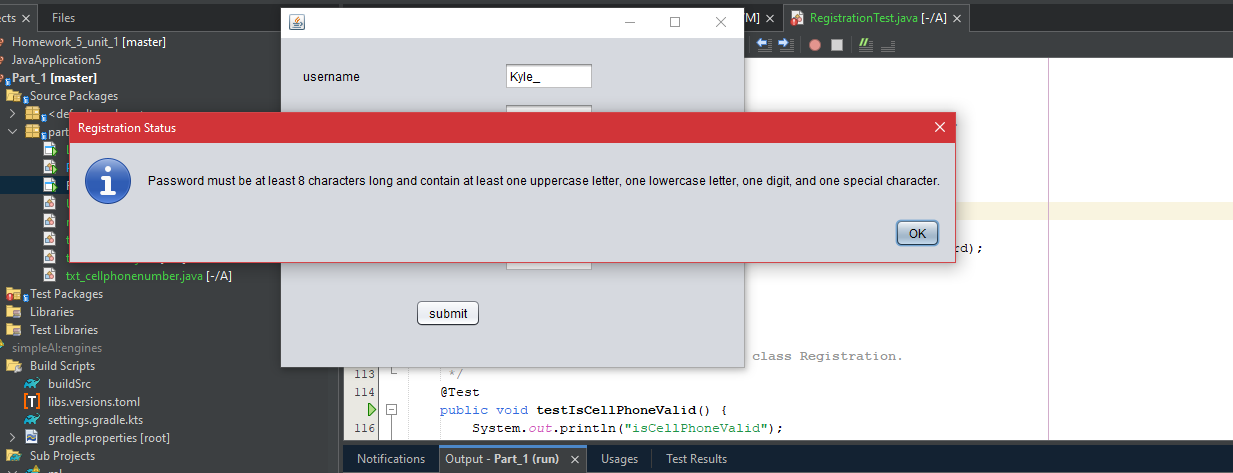 ects
Files
[M]
RegistrationTest.java [-/A]
Homework_5_unit_1 [master]
JavaApplication5
Part_1 [master]
Source Packages
part
username
Kyle_
Registration Status
Password must be at least 8 characters long and contain at least one uppercase letter, one lowercase letter, one digit, and one special character.
OK
rd);
txt_cellphonenumber.java [-/A]
Test Packages
Libraries
Test Libraries
simpleAI:engines
Build Scripts
buildSrc
libs.versions.toml
settings.gradle.kts
gradle.properties [root]
Sub Projects
submit
class Registration.
113 */
114 @Test
public void testIsCellPhoneValid() {
116 System.out.println("isCellPhoneValid");
Notifications
Output - Part_1 (run)
Usages
Test Results